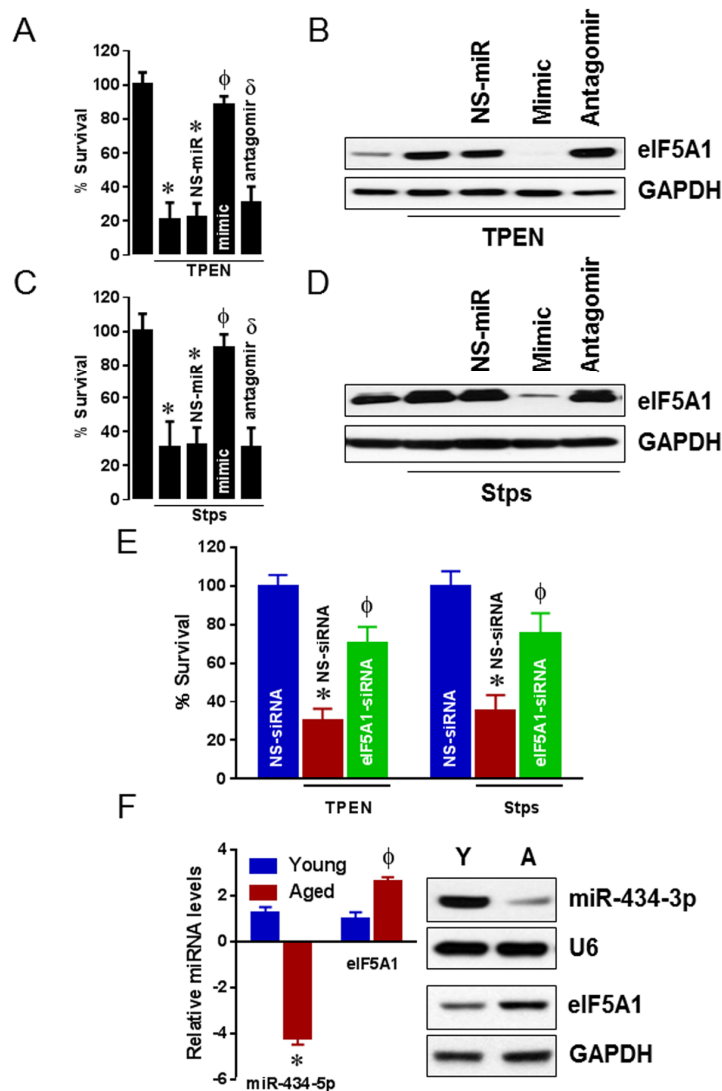 A
% Survival
120
100
80
60
40
20
0
*
NS-miR *
ϕ
mimic
antagomir δ
TPEN
B
NS-miR
Mimic
Antagomir
eIF5A1
GAPDH
TPEN
C
% Survival
120
100
80
60
40
20
0
*
NS-miR *
ϕ
mimic
antagomir δ
Stps
D
NS-miR
Mimic
Antagomir
eIF5A1
GAPDH
Stps
E
% Survival
120
100
80
60
40
20
0
NS-siRNA
* NS-siRNA
ϕ
eIF5A1-siRNA
NS-siRNA
* NS-siRNA
ϕ
eIF5A1-siRNA
TPEN
Stps
F
Relative miRNA levels
4
2
0
-2
-4
-6
Young
Aged
ϕ
eIF5A1
*
miR-434-5p
Y A
miR-434-3p
U6
eIF5A1
GAPDH